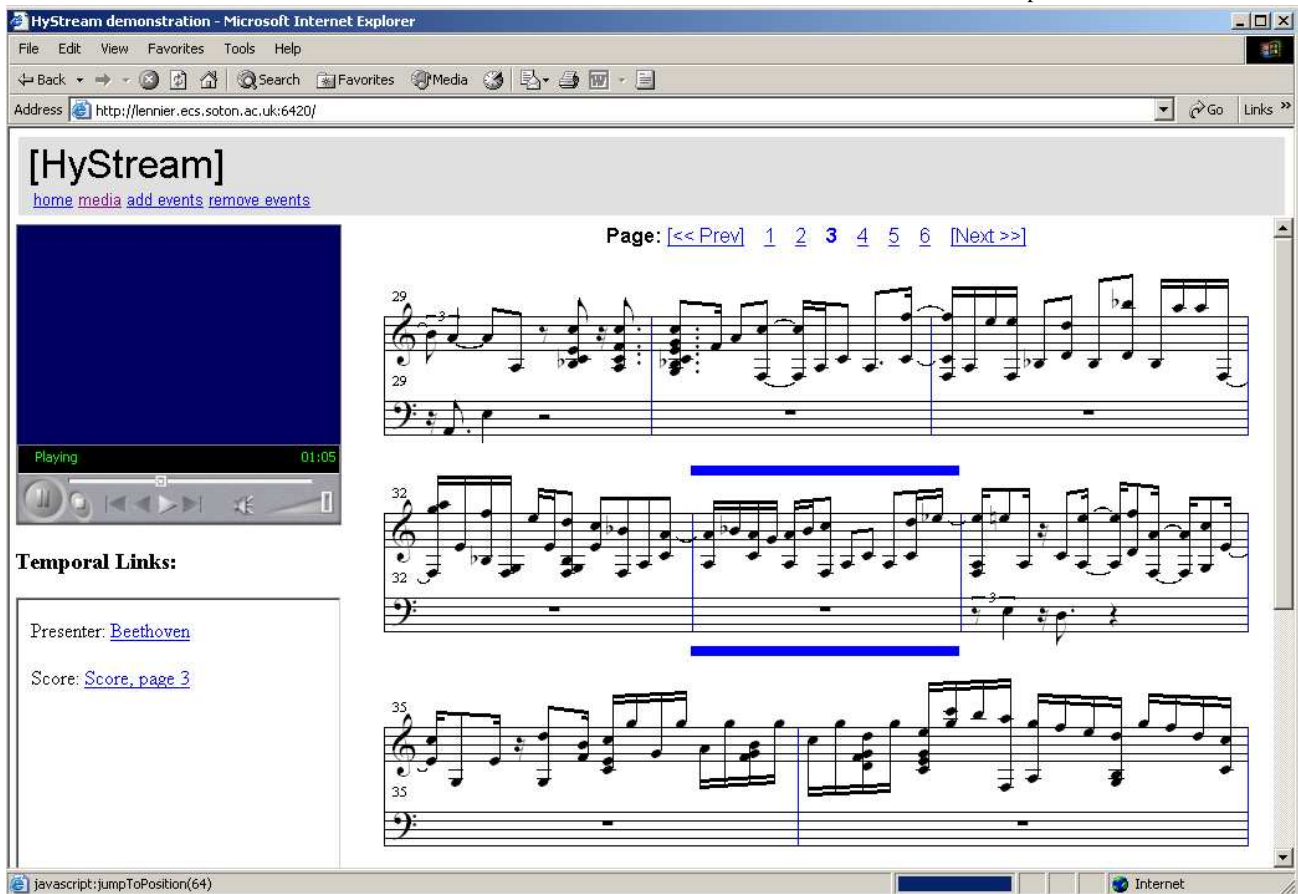 HyStream demonstration - Microsoft Internet Explorer
File Edit View Favorites Tools Help
Back Search Favorites Media
Address http://lennier.ecs.soton.ac.uk:6420/ Go Links »
[HyStream]
home media add events remove events
Page: [<< Prev] 1 2 3 4 5 6 [Next >>]
29
3
29
Playing 01:05
32
32
3
Temporal Links:
Presenter: Beethoven
Score: Score, page 3
35
35
javascript:jumpToPosition(64) Internet